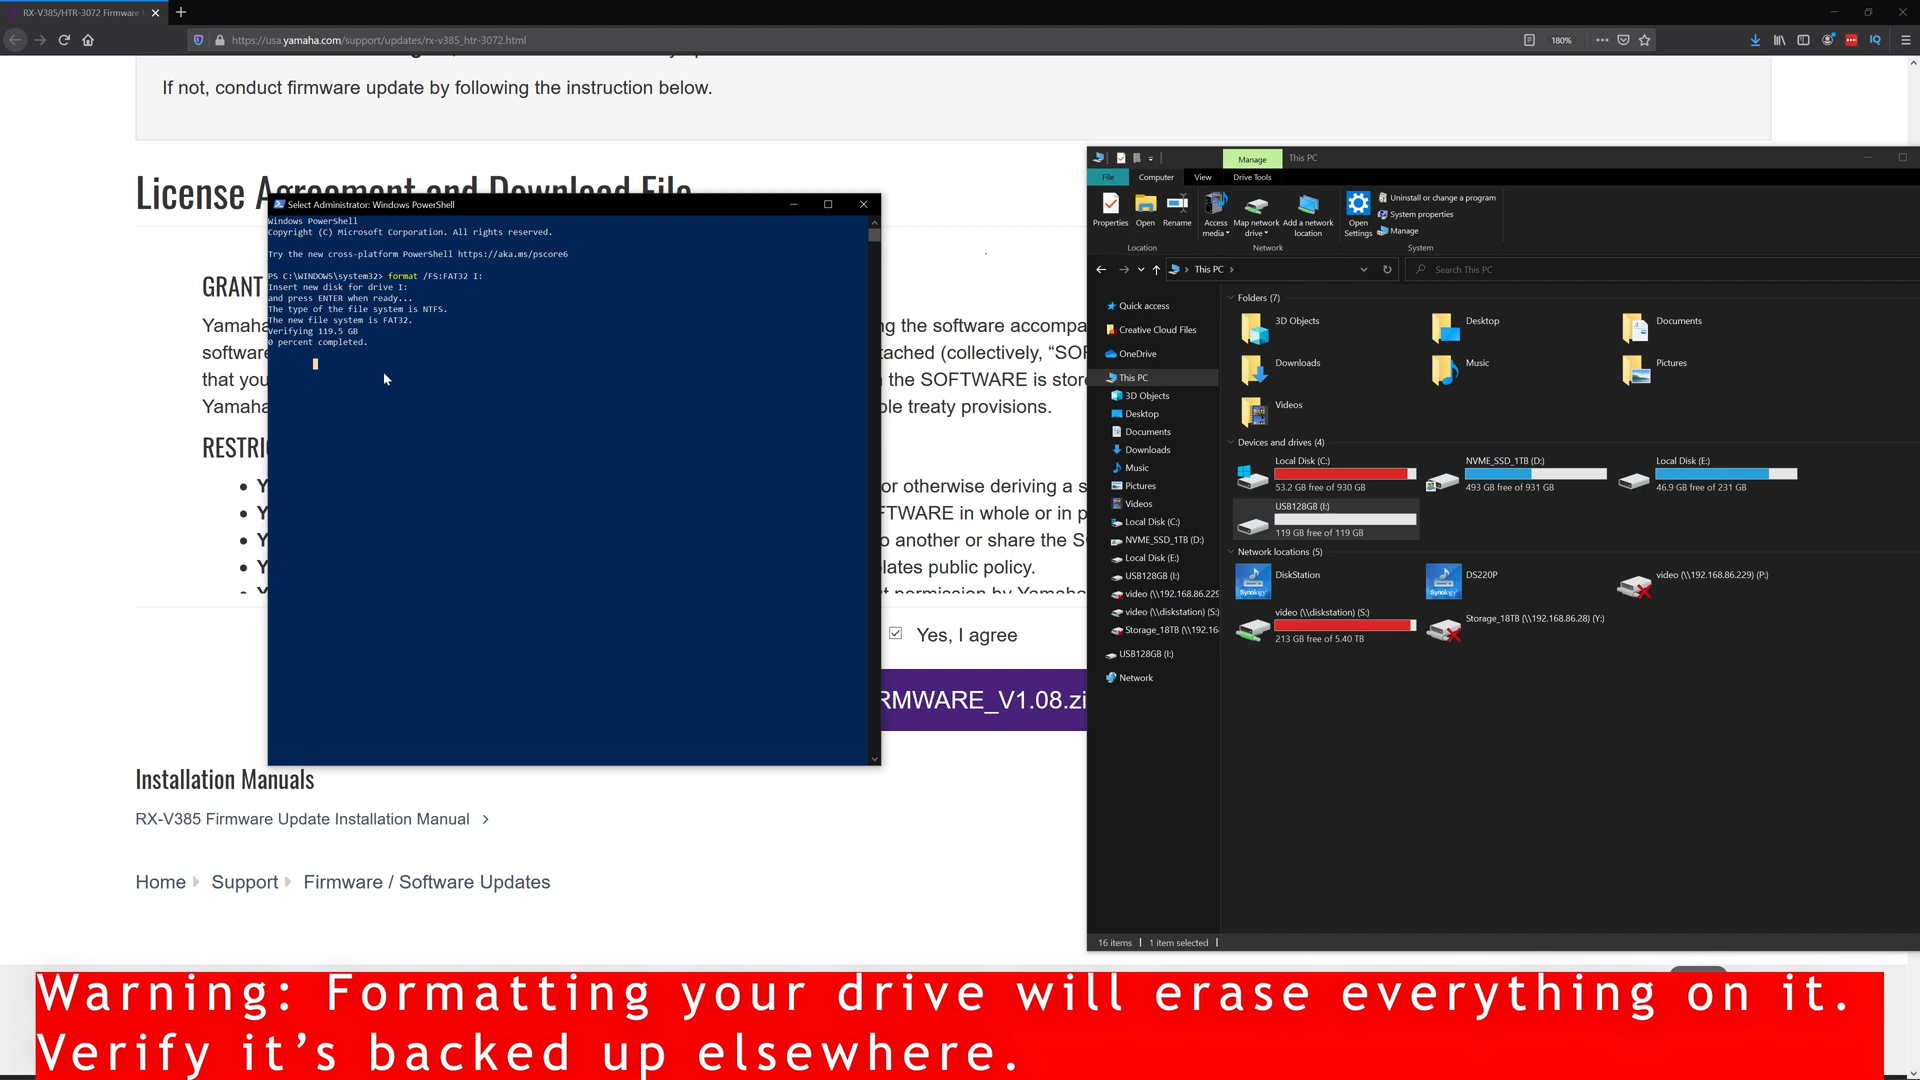 RX-V385/HTR-3072 Firmware
https://usa.yamaha.com/support/updates/rx-v385_htr-3072.html
180%
If not, conduct firmware update by following the instruction below.
License Agreement and Download File
GRANT
Yamaha
ng the software accompa
software
tached (collectively, “SOF
that you
n the SOFTWARE is store
Yamaha
ble treaty provisions.
RESTRI
Y
or otherwise deriving a s
Y
FTWARE in whole or in p
Y
o another or share the SO
Y
lates public policy.
Yes, I agree
RMWARE_V1.08.zi
Installation Manuals
RX-V385 Firmware Update Installation Manual
Home
Support
Firmware / Software Updates
Select Administrator: Windows PowerShell
Windows PowerShell
Copyright (C) Microsoft Corporation. All rights reserved.
Try the new cross-platform PowerShell https://aka.ms/pscore6
PS C:\WINDOWS\system32> format /FS:FAT32 I:
Insert new disk for drive I:
and press ENTER when ready...
The type of the file system is NTFS.
The new file system is FAT32.
Verifying 119.5 GB
0 percent completed.
Manage
This PC
File
Computer
View
Drive Tools
Properties
Open
Rename
Access media
Map network drive
Add a network location
Open Settings
Uninstall or change a program
System properties
Manage
Location
Network
System
This PC
Search This PC
Quick access
Creative Cloud Files
OneDrive
This PC
3D Objects
Desktop
Documents
Downloads
Music
Pictures
Videos
Local Disk (C:)
NVME_SSD_1TB (D:)
Local Disk (E:)
USB128GB (I:)
video (\\192.168.86.229
video (\\diskstation) (S:)
Storage_18TB (\\192.168
USB128GB (I:)
Network
Folders (7)
3D Objects
Desktop
Documents
Downloads
Music
Pictures
Videos
Devices and drives (4)
Local Disk (C:)
53.2 GB free of 930 GB
NVME_SSD_1TB (D:)
493 GB free of 931 GB
Local Disk (E:)
46.9 GB free of 231 GB
USB128GB (I:)
119 GB free of 119 GB
Network locations (5)
DiskStation
DS220P
video (\\192.168.86.229) (P:)
video (\\diskstation) (S:)
213 GB free of 5.40 TB
Storage_18TB (\\192.168.86.28) (Y:)
16 items
1 item selected
Warning: Formatting your drive will erase everything on it.
Verify it’s backed up elsewhere.